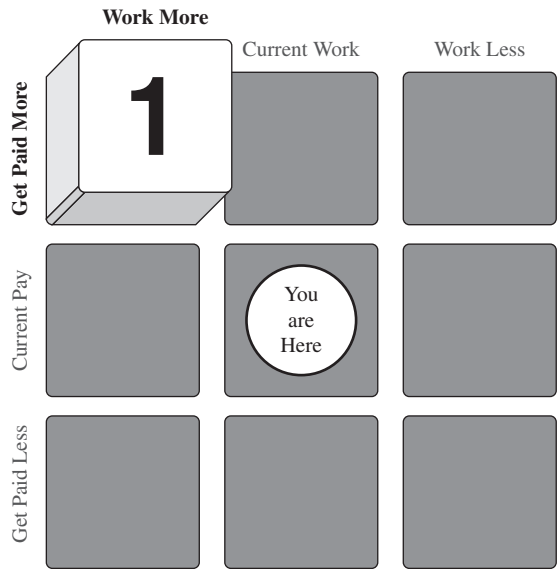 Work More
Current Work
Work Less
Get Paid More
1
Current Pay
You
are
Here
Get Paid Less